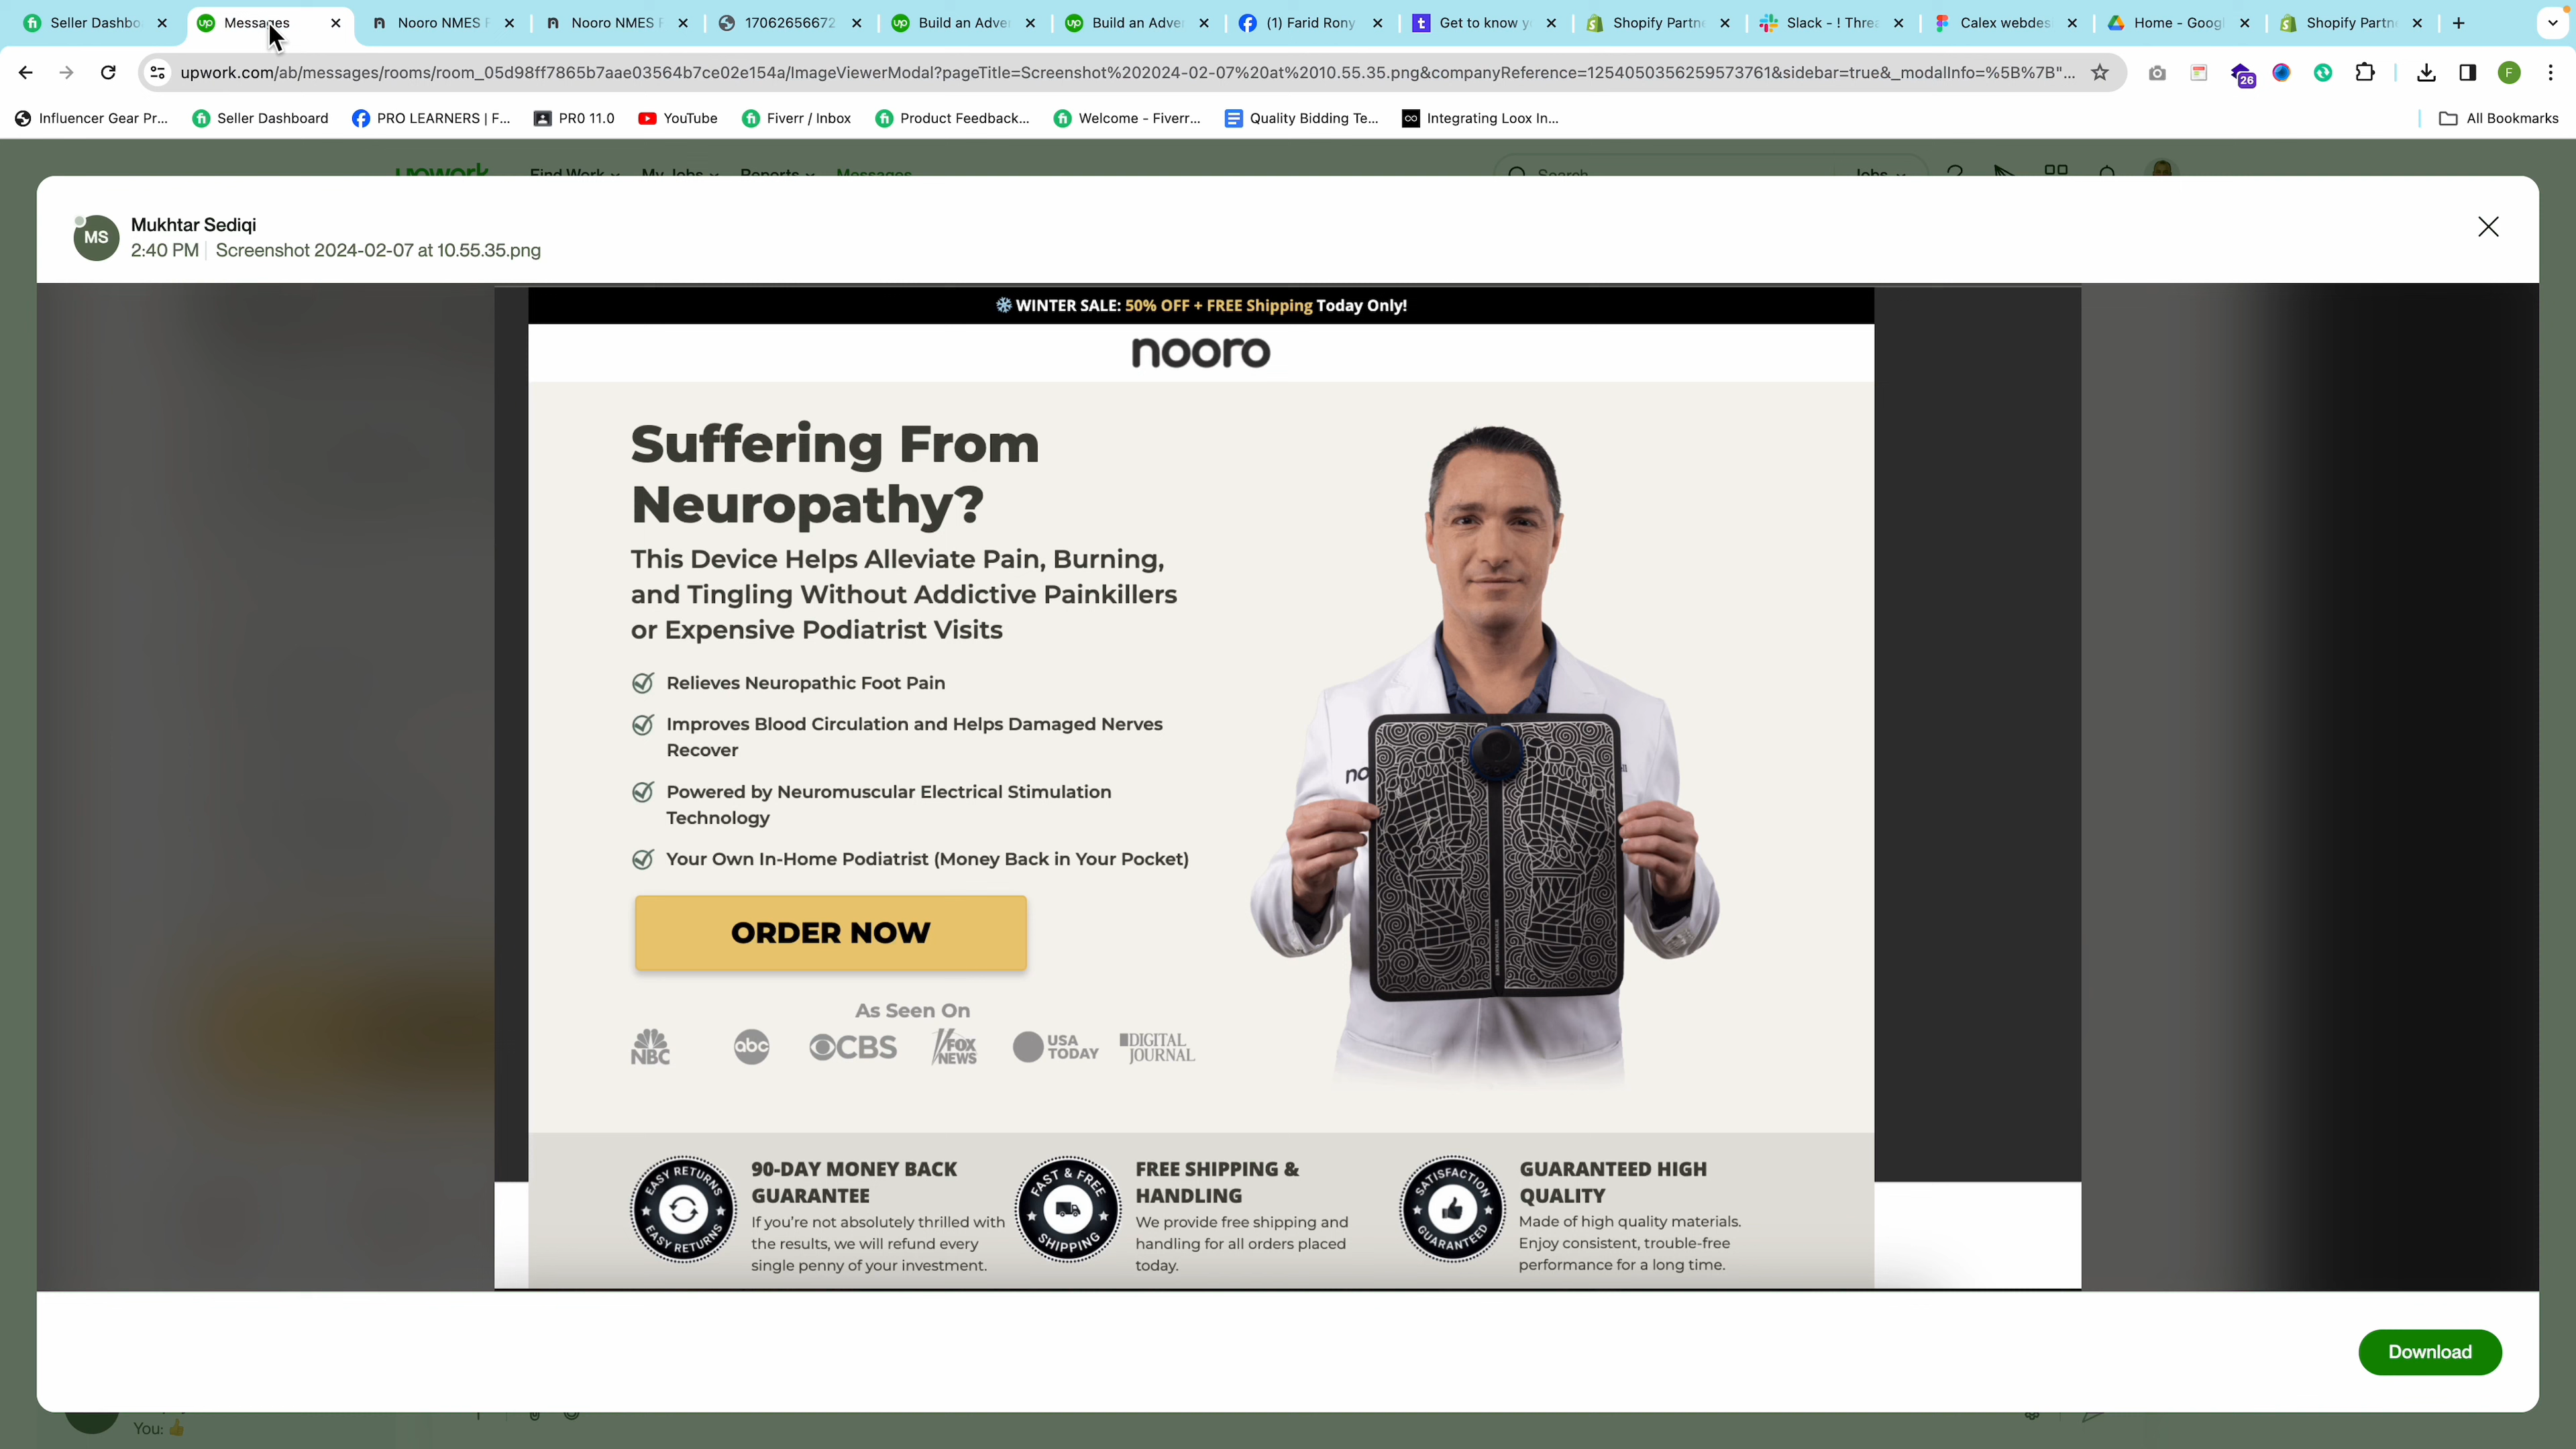 Seller Dashbo
Messages
Nooro NMES F
Nooro NMES F
17062656672
Build an Adve
Build an Adve
(1) Farid Rony
Get to know y
Shopify Partne
Slack - ! Threa
Calex webdes
Home - Googl
Shopify Partn
upwork.com/ab/messages/rooms/room_05d98ff7865b7aae03564b7ce02e154a/ImageViewerModal?pageTitle=Screenshot%202024-02-07%20at%2010.55.35.png&companyReference=1254050356259573761&sidebar=true&_modalInfo=%5B%7B"...
26
F
Influencer Gear Pr...
Seller Dashboard
PRO LEARNERS | F...
PR0 11.0
YouTube
Fiverr / Inbox
Product Feedback...
Welcome - Fiverr...
Quality Bidding Te...
Integrating Loox In...
All Bookmarks
upwork
Find Work
My Jobs
Reports
Messages
Search
Jobs
MS
Mukhtar Sediqi
2:40 PM
Screenshot 2024-02-07 at 10.55.35.png
WINTER SALE: 50% OFF + FREE Shipping Today Only!
nooro
Suffering From
Neuropathy?
This Device Helps Alleviate Pain, Burning,
and Tingling Without Addictive Painkillers
or Expensive Podiatrist Visits
Relieves Neuropathic Foot Pain
Improves Blood Circulation and Helps Damaged Nerves
Recover
Powered by Neuromuscular Electrical Stimulation
Technology
Your Own In-Home Podiatrist (Money Back in Your Pocket)
ORDER NOW
As Seen On
NBC
abc
CBS
FOX
NEWS
USA
TODAY
DIGITAL
JOURNAL
no
EASY RETURNS
EASY RETURNS
90-DAY MONEY BACK
GUARANTEE
If you're not absolutely thrilled with
the results, we will refund every
single penny of your investment.
FAST & FREE
SHIPPING
FREE SHIPPING &
HANDLING
We provide free shipping and
handling for all orders placed
today.
SATISFACTION
GUARANTEED
GUARANTEED HIGH
QUALITY
Made of high quality materials.
Enjoy consistent, trouble-free
performance for a long time.
Download
You: 👍